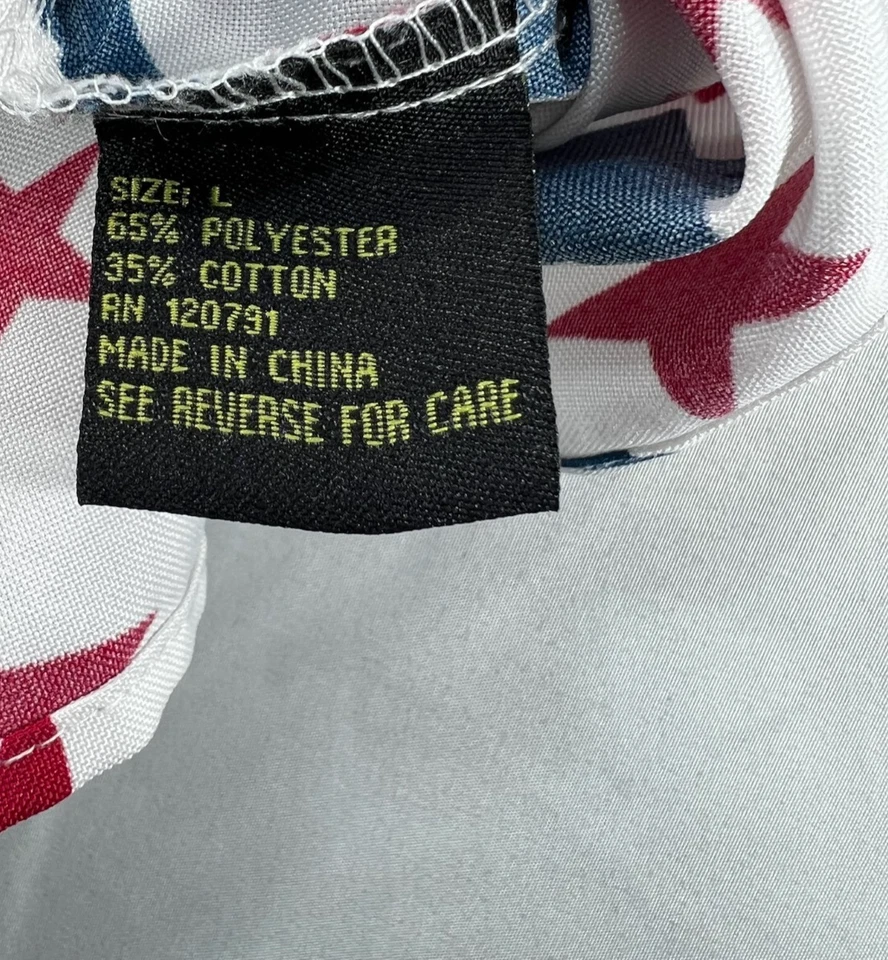 SIZE: L
65% POLYESTER
35% COTTON
RN 120791
MADE IN CHINA
SEE REVERSE FOR CARE